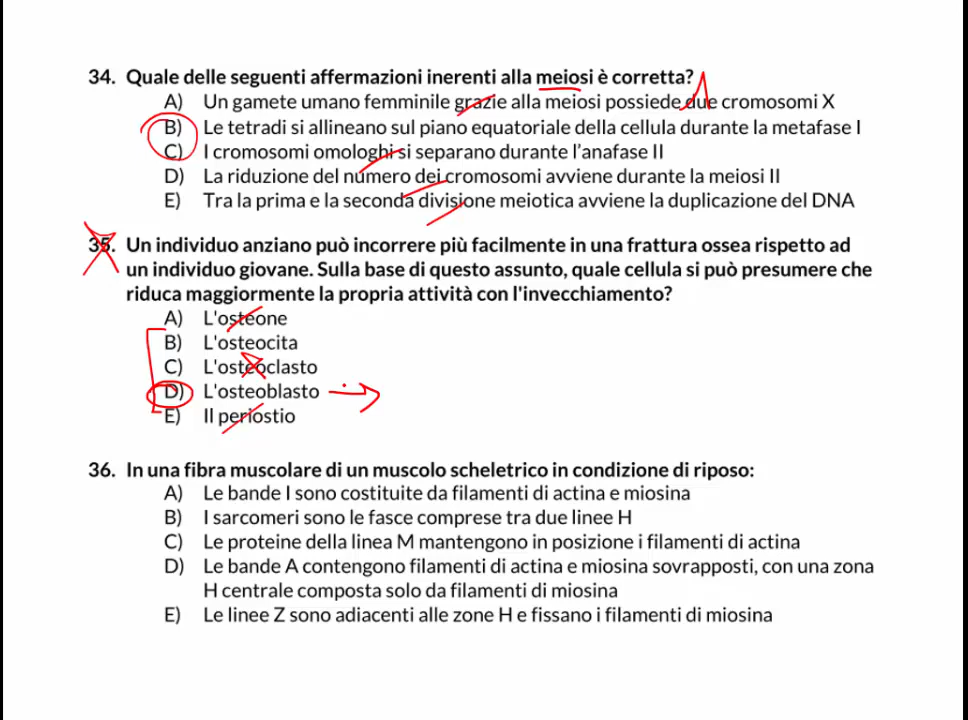 34. Quale delle seguenti affermazioni inerenti alla meiosi è corretta?
A) Un gamete umano femminile grazie alla meiosi possiede due cromosomi X
B) Le tetradi si allineano sul piano equatoriale della cellula durante la metafase I
C) I cromosomi omologhi si separano durante l'anafase II
D) La riduzione del numero dei cromosomi avviene durante la meiosi II
E) Tra la prima e la seconda divisione meiotica avviene la duplicazione del DNA
35. Un individuo anziano può incorrere più facilmente in una frattura ossea rispetto ad
un individuo giovane. Sulla base di questo assunto, quale cellula si può presumere che
riduca maggiormente la propria attività con l'invecchiamento?
A) L'osteone
B) L'osteocita
C) L'osteoclasto
D) L'osteoblasto
E) Il periostio
36. In una fibra muscolare di un muscolo scheletrico in condizione di riposo:
A) Le bande I sono costituite da filamenti di actina e miosina
B) I sarcomeri sono le fasce comprese tra due linee H
C) Le proteine della linea M mantengono in posizione i filamenti di actina
D) Le bande A contengono filamenti di actina e miosina sovrapposti, con una zona
H centrale composta solo da filamenti di miosina
E) Le linee Z sono adiacenti alle zone H e fissano i filamenti di miosina